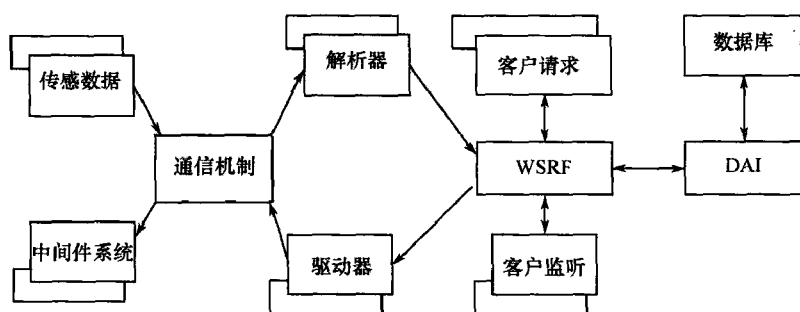 传感数据
解析器
客户请求
数据库
通信机制
WSRF
DAI
中间件系统
驱动器
客户监听